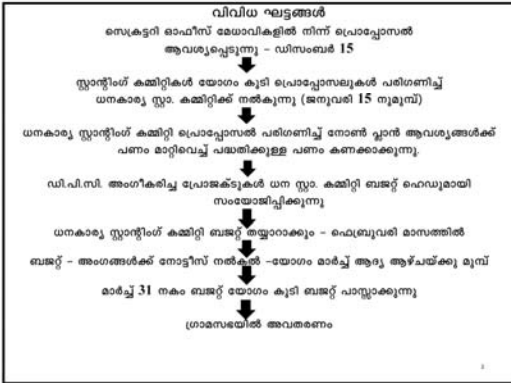 വിവിധ ഘട്ടങ്ങൾ
സെക്രട്ടറി ഓഫീസ് മേധാവികളിൽ നിന്ന് പ്രൊപ്പോസൽ
ആവശ്യപ്പെടുന്നു – ഡിസംബർ 15
സ്റ്റാന്റിംഗ് കമ്മിറ്റികൾ യോഗം കൂടി പ്രൊപ്പോസലുകൾ പരിഗണിച്ച്
ധനകാര്യ സ്റ്റാ. കമ്മിറ്റിക്ക് നൽകുന്നു (ജനുവരി 15 നുമുമ്പ്)
ധനകാര്യ സ്റ്റാന്റിംഗ് കമ്മിറ്റി പ്രൊപ്പോസൽ പരിഗണിച്ച് നോൺ പ്ലാൻ ആവശ്യങ്ങൾക്ക്
പണം മാറ്റിവെച്ച് പദ്ധതിക്കുള്ള പണം കണക്കാക്കുന്നു.
ഡി.പി.സി. അംഗീകരിച്ച പ്രോജക്ടുകൾ ധന സ്റ്റാ. കമ്മിറ്റി ബജറ്റ് ഹെഡുമായി
സംയോജിപ്പിക്കുന്നു
ധനകാര്യ സ്റ്റാന്റിംഗ് കമ്മിറ്റി ബജറ്റ് തയ്യാറാക്കും – ഫെബ്രുവരി മാസത്തിൽ
ബജറ്റ് – അംഗങ്ങൾക്ക് നോട്ടീസ് നൽകൽ –യോഗം മാർച്ച് ആദ്യ ആഴ്ചയ്ക്കു മുമ്പ്
മാർച്ച് 31 നകം ബജറ്റ് യോഗം കൂടി ബജറ്റ് പാസ്സാക്കുന്നു
ഗ്രാമസഭയിൽ അവതരണം